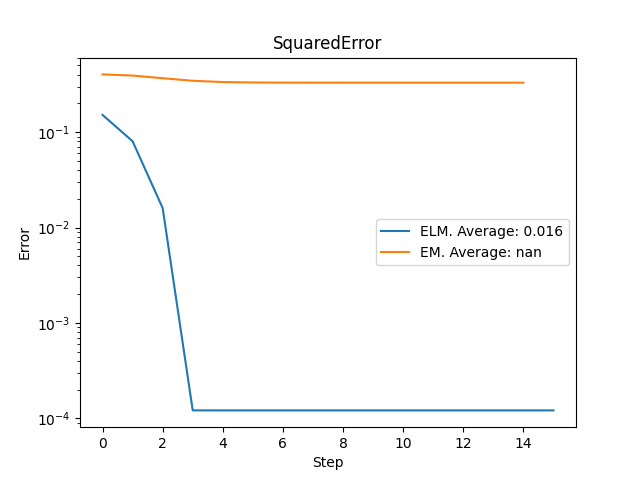 SquaredError
Error
10⁻¹
10⁻²
10⁻³
10⁻⁴
ELM. Average: 0.016
EM. Average: nan
0 2 4 6 8 10 12 14
Step